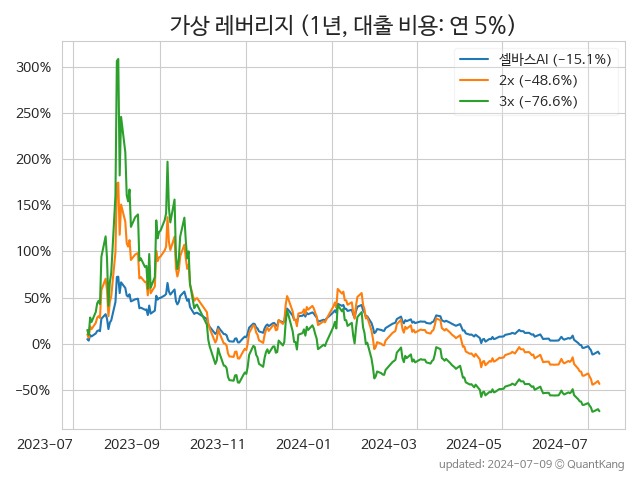 가상 레버리지 (1년, 대출 비용: 연 5%)
셀바스AI (-15.1%)
2x (-48.6%)
3x (-76.6%)
300%
250%
200%
150%
100%
50%
0%
−50%
2023-07 2023-09 2023-11 2024-01 2024-03 2024-05 2024-07
updated: 2024-07-09 © QuantKang